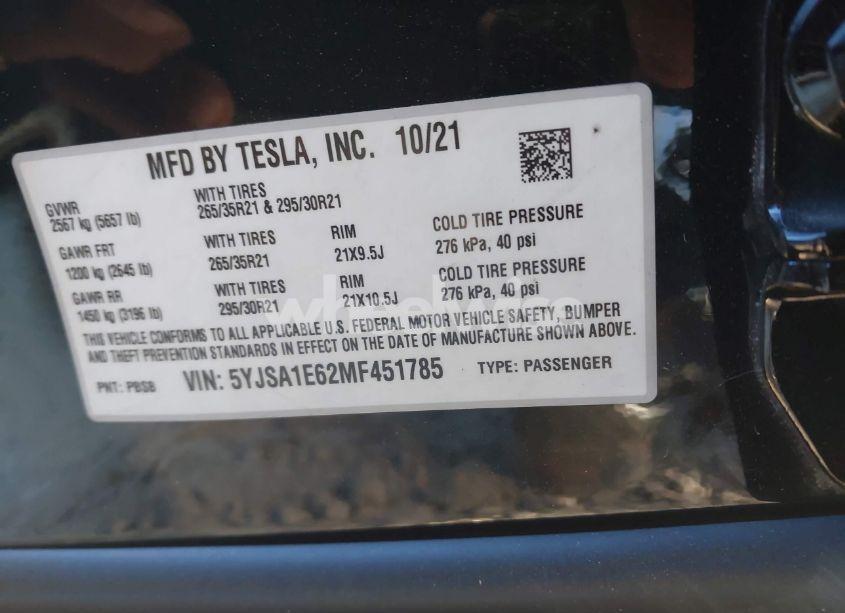 MFD BY TESLA, INC. 10/21
GVWR 2567 kg (5657 lb) WITH TIRES 265/35R21 & 295/30R21
GAWR FRT 1200 kg (2645 lb) WITH TIRES 265/35R21 RIM 21X9.5J COLD TIRE PRESSURE 276 kPa, 40 psi
GAWR RR 1450 kg (3196 lb) WITH TIRES 295/30R21 RIM 21X10.5J COLD TIRE PRESSURE 276 kPa, 40 psi
THIS VEHICLE CONFORMS TO ALL APPLICABLE U.S. FEDERAL MOTOR VEHICLE SAFETY, BUMPER
AND THEFT PREVENTION STANDARDS IN EFFECT ON THE DATE OF MANUFACTURE SHOWN ABOVE.
PNT: PBSB VIN: 5YJSA1E62MF451785 TYPE: PASSENGER